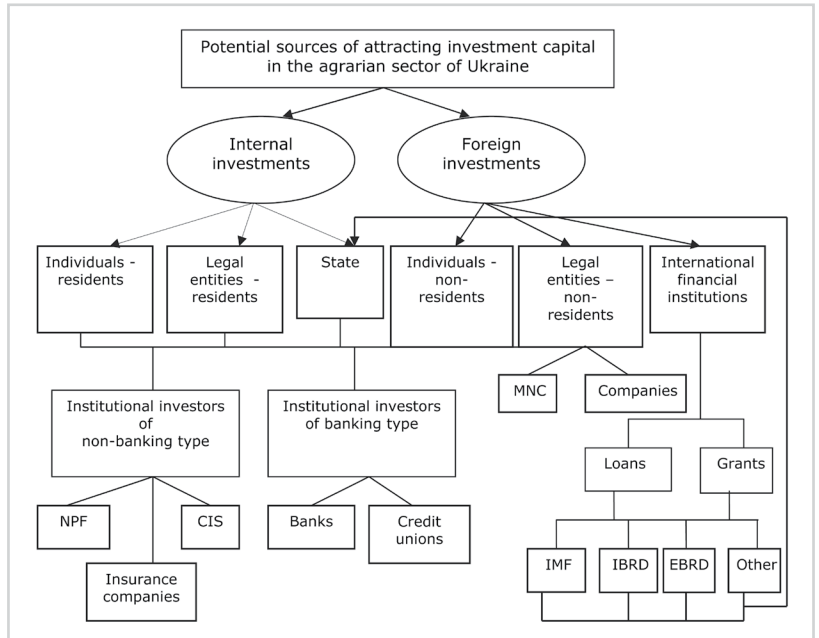 Potential sources of attracting investment capital
in the agrarian sector of Ukraine
Internal
investments
Foreign
investments
Individuals -
residents
Legal
entities -
residents
State
Individuals -
non-
residents
Legal
entities –
non-
residents
International
financial
institutions
MNC
Companies
Institutional investors
of
non-banking type
Institutional investors
of banking type
Loans
Grants
NPF
CIS
Banks
Credit
unions
Insurance
companies
IMF
IBRD
EBRD
Other